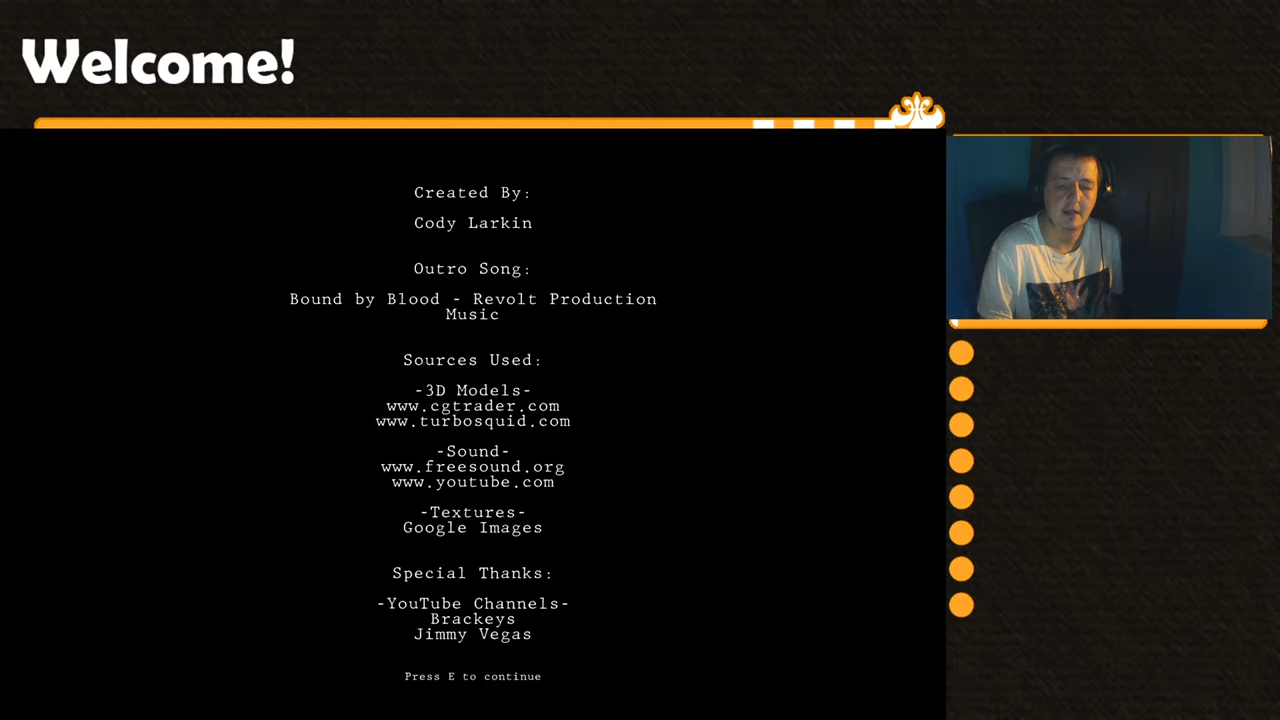 Welcome!
Created By:
Cody Larkin
Outro Song:
Bound by Blood - Revolt Production
Music
Sources Used:
-3D Models-
www.cgtrader.com
www.turbosquid.com
-Sound-
www.freesound.org
www.youtube.com
-Textures-
Google Images
Special Thanks:
-YouTube Channels-
Brackeys
Jimmy Vegas
Press E to continue